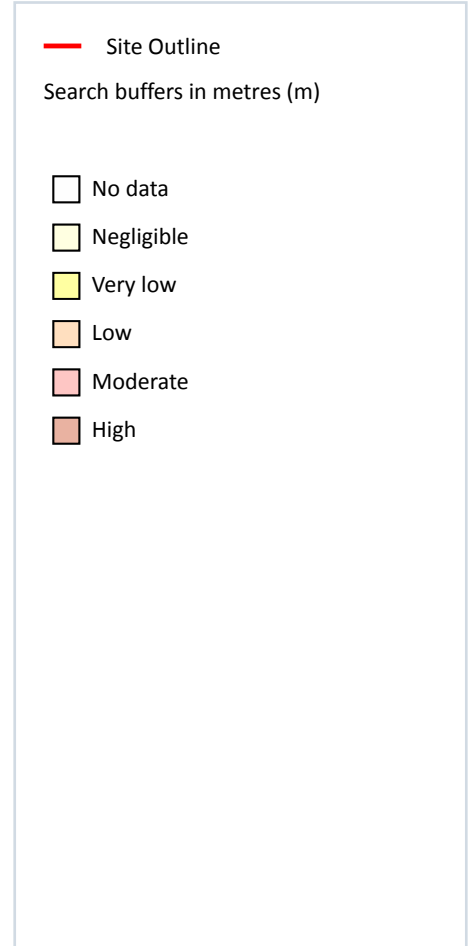 Site Outline
Search buffers in metres (m)
No data
Negligible
Very low
Low
Moderate
High